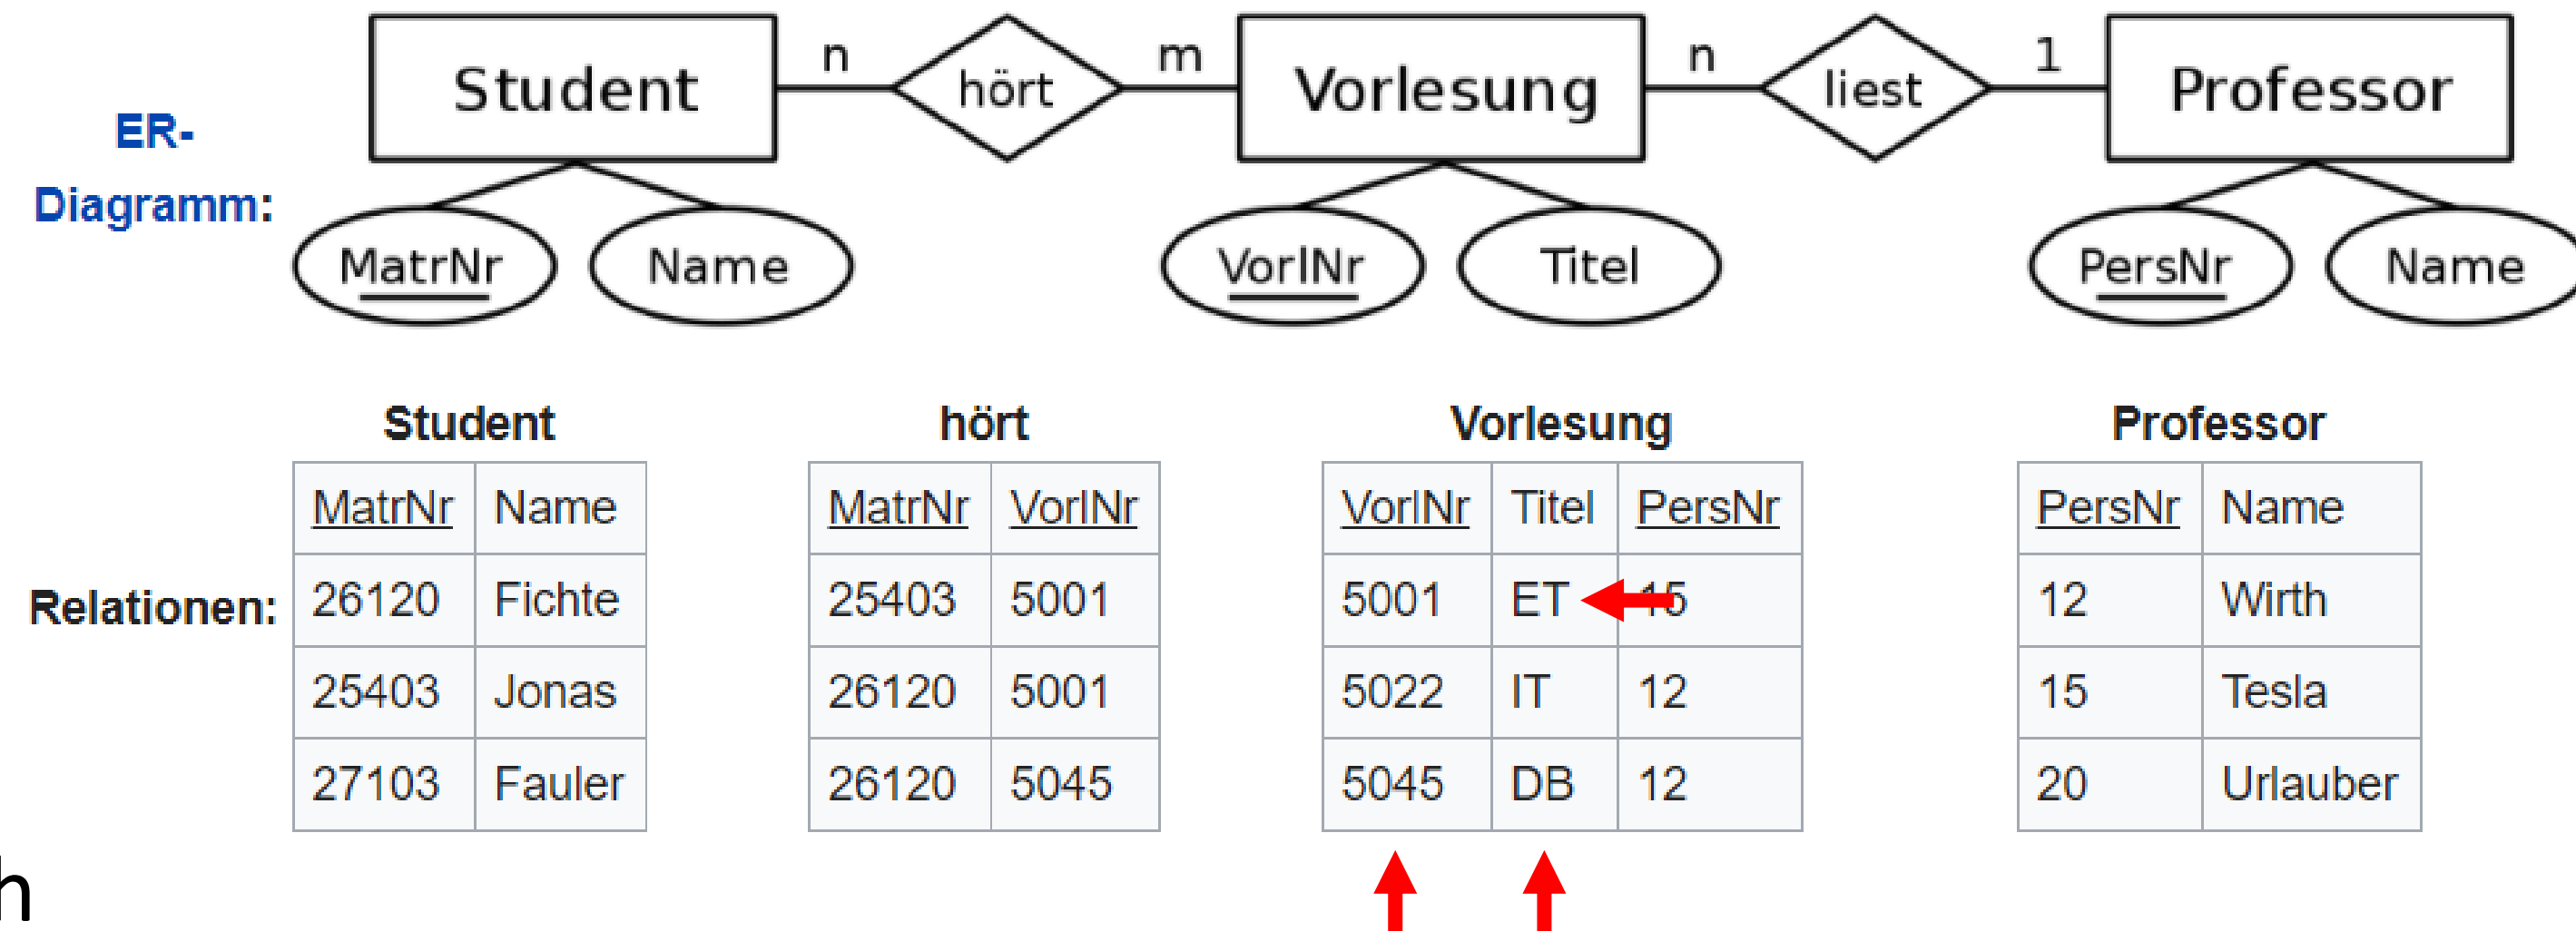 Student n hört m Vorlesung n liest 1 Professor
ER-
Diagramm:
MatrNr Name VorlNr Titel PersNr Name
Student hört Vorlesung Professor
MatrNr Name MatrNr VorlNr VorlNr Titel PersNr PersNr Name
Relationen: 26120 Fichte 25403 5001 5001 ET 15 12 Wirth
25403 Jonas 26120 5001 5022 IT 12 15 Tesla
27103 Fauler 26120 5045 5045 DB 12 20 Urlauber
h